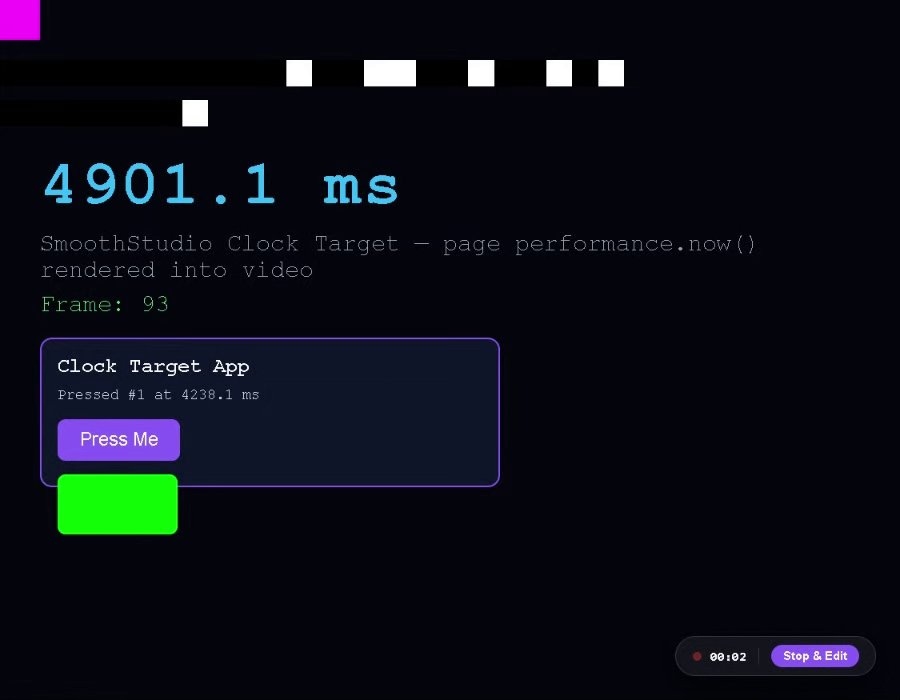 4901.1 ms
SmoothStudio Clock Target — page performance.now()
rendered into video
Frame: 93
Clock Target App
Pressed #1 at 4238.1 ms
Press Me
00:02
Stop & Edit